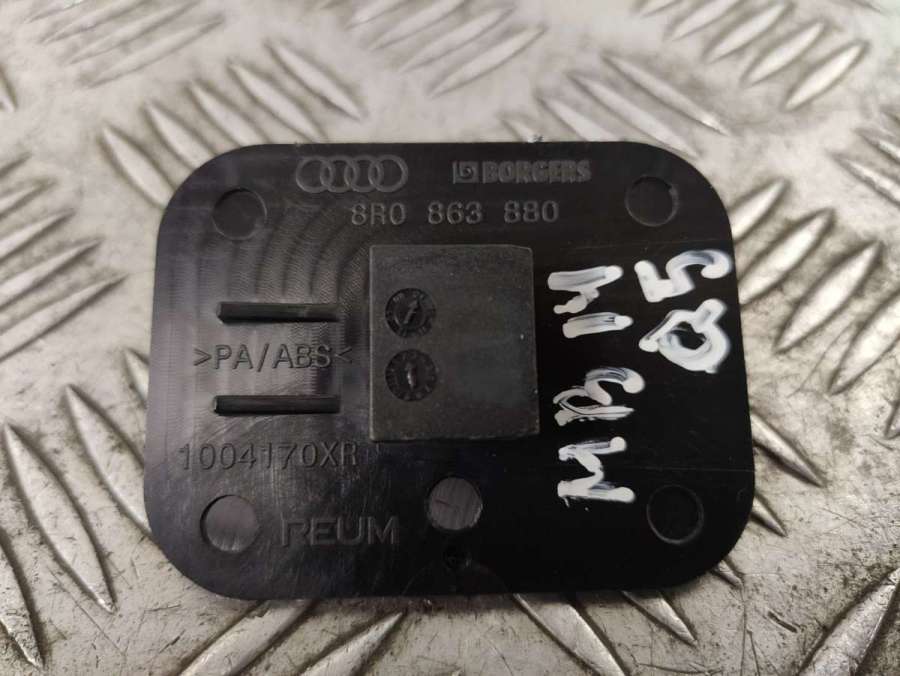 BORGERS
8R0 863 880
>PA/ABS<
1004170XR
REUM
Q5